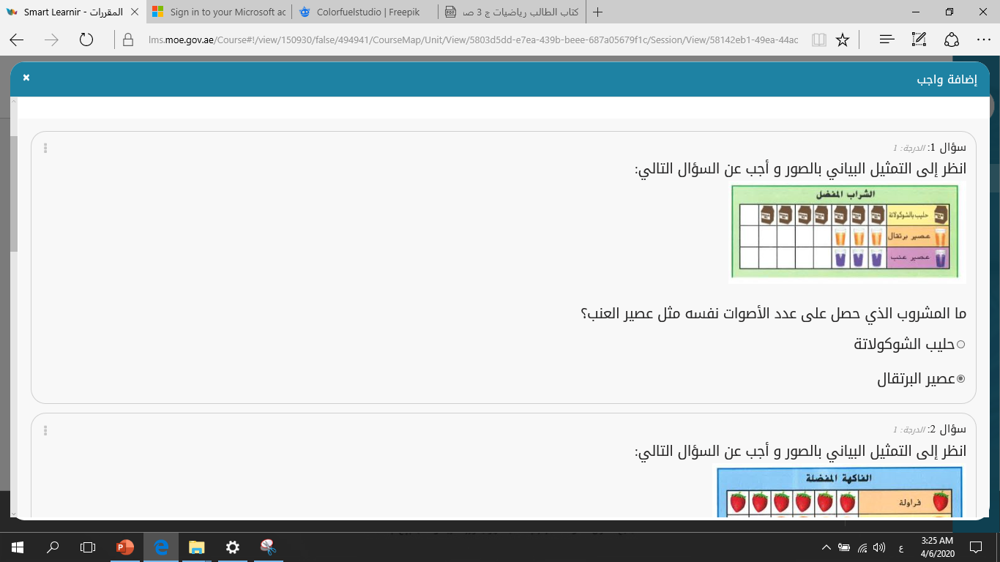 Smart Learnir - المقررات
Sign in to your Microsoft ac
Colorfuelstudio | Freepik
كتاب الطالب رياضيات ج 3 صـ
lms.moe.gov.ae/Course#!/view/150930/false/494941/CourseMap/Unit/View/5803d5dd-e7ea-439b-beee-687a05679f1c/Session/View/58142eb1-49ea-44ac
إضافة واجب
سؤال 1: الدرجة: 1
انظر إلى التمثيل البياني بالصور و أجب عن السؤال التالي:
الشراب المفضل
حليب بالشوكولاتة
عصير برتقال
عصير عنب
ما المشروب الذي حصل على عدد الأصوات نفسه مثل عصير العنب؟
حليب الشوكولاتة
عصير البرتقال
سؤال 2: الدرجة: 1
انظر إلى التمثيل البياني بالصور و أجب عن السؤال التالي:
الفاكهة المفضلة
فراولة
ع
3:25 AM
4/6/2020